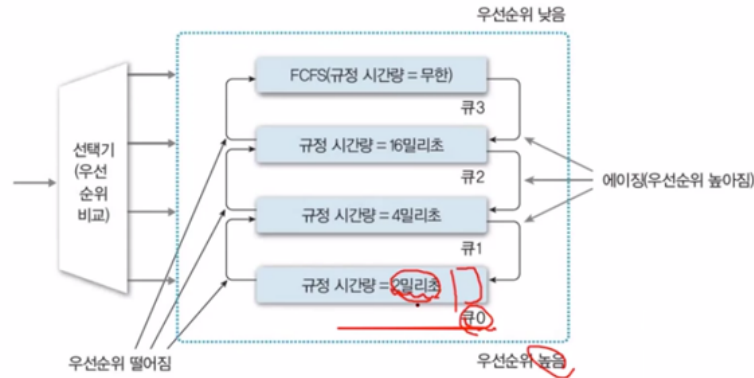 우선순위 낮음
FCFS(규정 시간량 = 무한)
큐3
규정 시간량 = 16밀리초
큐2
규정 시간량 = 4밀리초
큐1
규정 시간량 = 2밀리초
큐0
우선순위 높음
선택기
(우선
순위
비교)
에이징(우선순위 높아짐)
우선순위 떨어짐